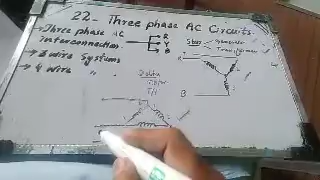 22- Three phase AC Circuits
→ Three phase AC
interconnection
R
Y
B
Star
→ 3 wire Systems
→ 4 wire "
Delta
R
B